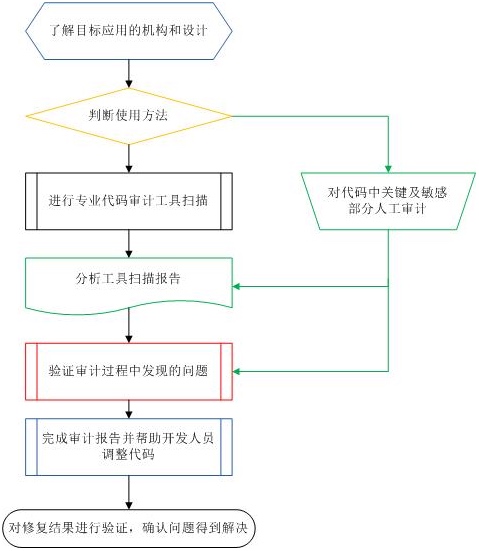 了解目标应用的机构和设计
判断使用方法
进行专业代码审计工具扫描
对代码中关键及敏感
部分人工审计
分析工具扫描报告
验证审计过程中发现的问题
完成审计报告并帮助开发人员
调整代码
对修复结果进行验证，确认问题得到解决